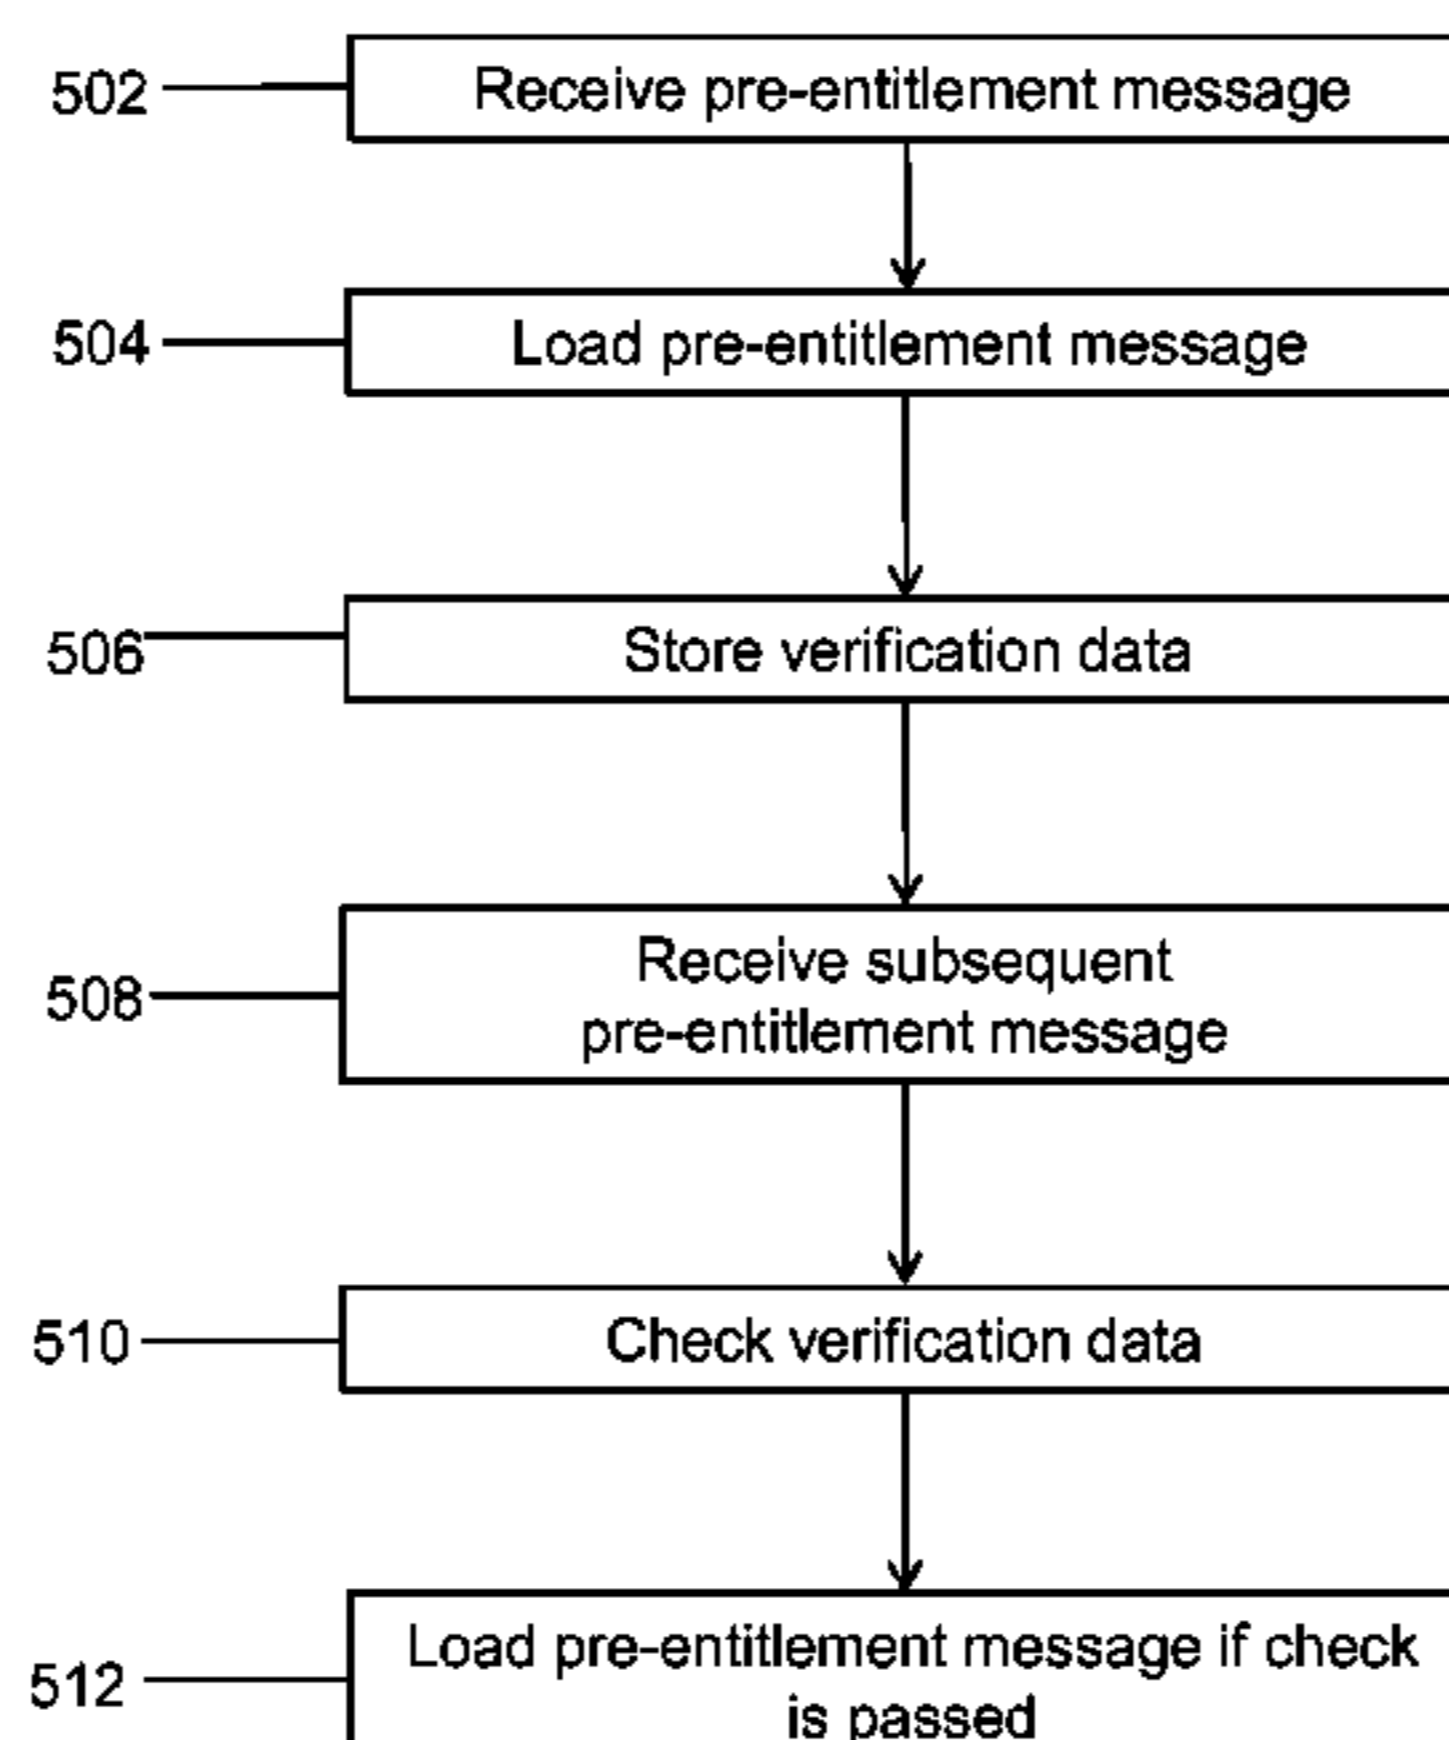 502 Receive pre-entitlement message
504 Load pre-entitlement message
506 Store verification data
508 Receive subsequent
pre-entitlement message
510 Check verification data
512 Load pre-entitlement message if check
is passed